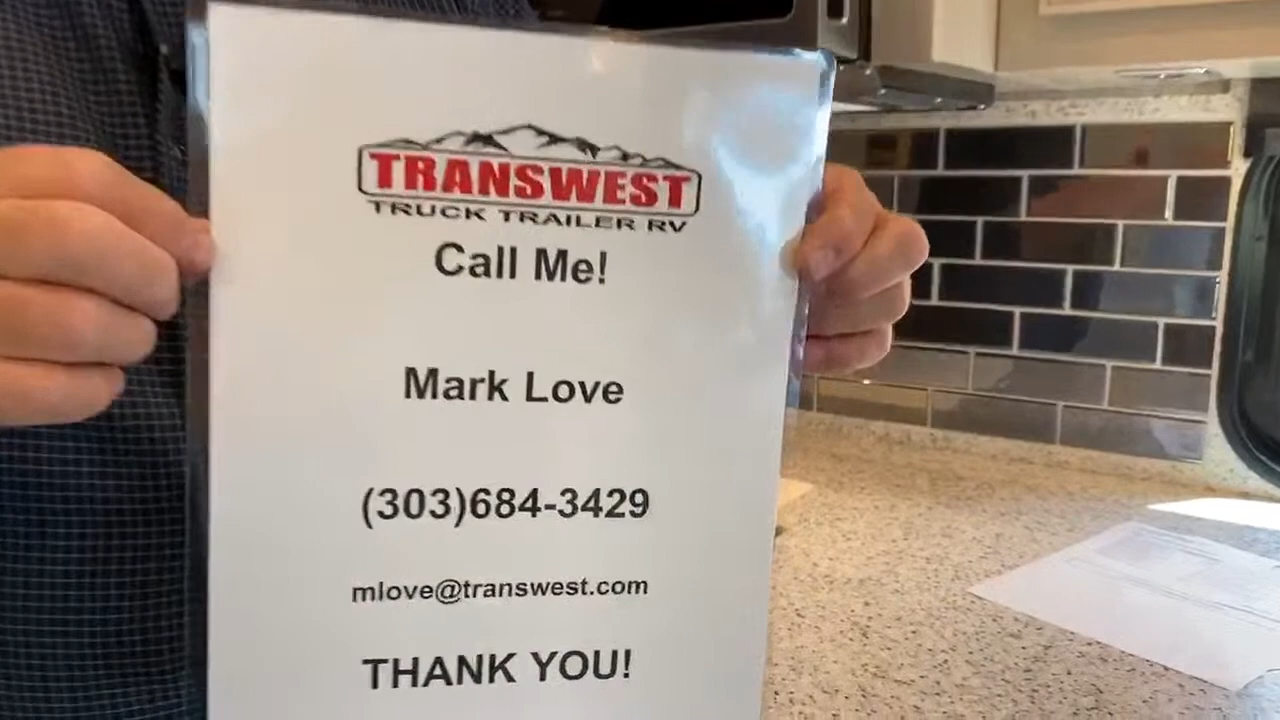 TRANSWEST
TRUCK TRAILER RV
Call Me!
Mark Love
(303)684-3429
mlove@transwest.com
THANK YOU!